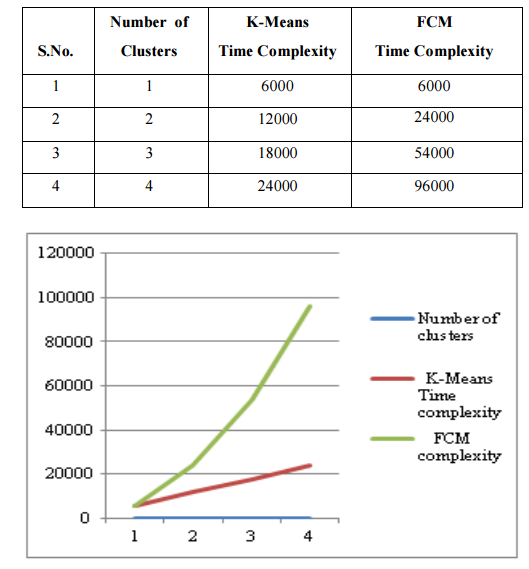 S.No. Number of Clusters K-Means Time Complexity FCM Time Complexity
1 1 6000 6000
2 2 12000 24000
3 3 18000 54000
4 4 24000 96000
120000
100000
80000
60000
40000
20000
0
1 2 3 4
Number of
clusters
K-Means
Time
complexity
FCM
complexity